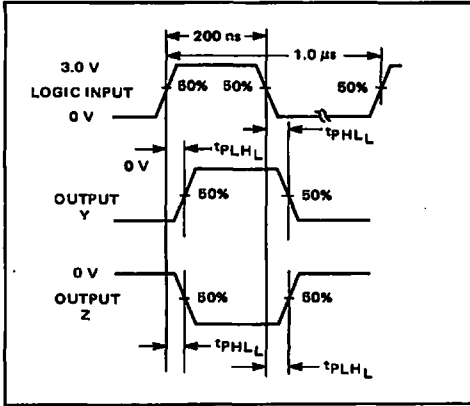 200 ns
1.0 μs
3.0 V
LOGIC INPUT
0 V
50% 50% 50%
tPHLL
tPLHL
0 V
OUTPUT
Y
50% 50%
0 V
OUTPUT
Z
50% 50%
tPHLL
tPLHL